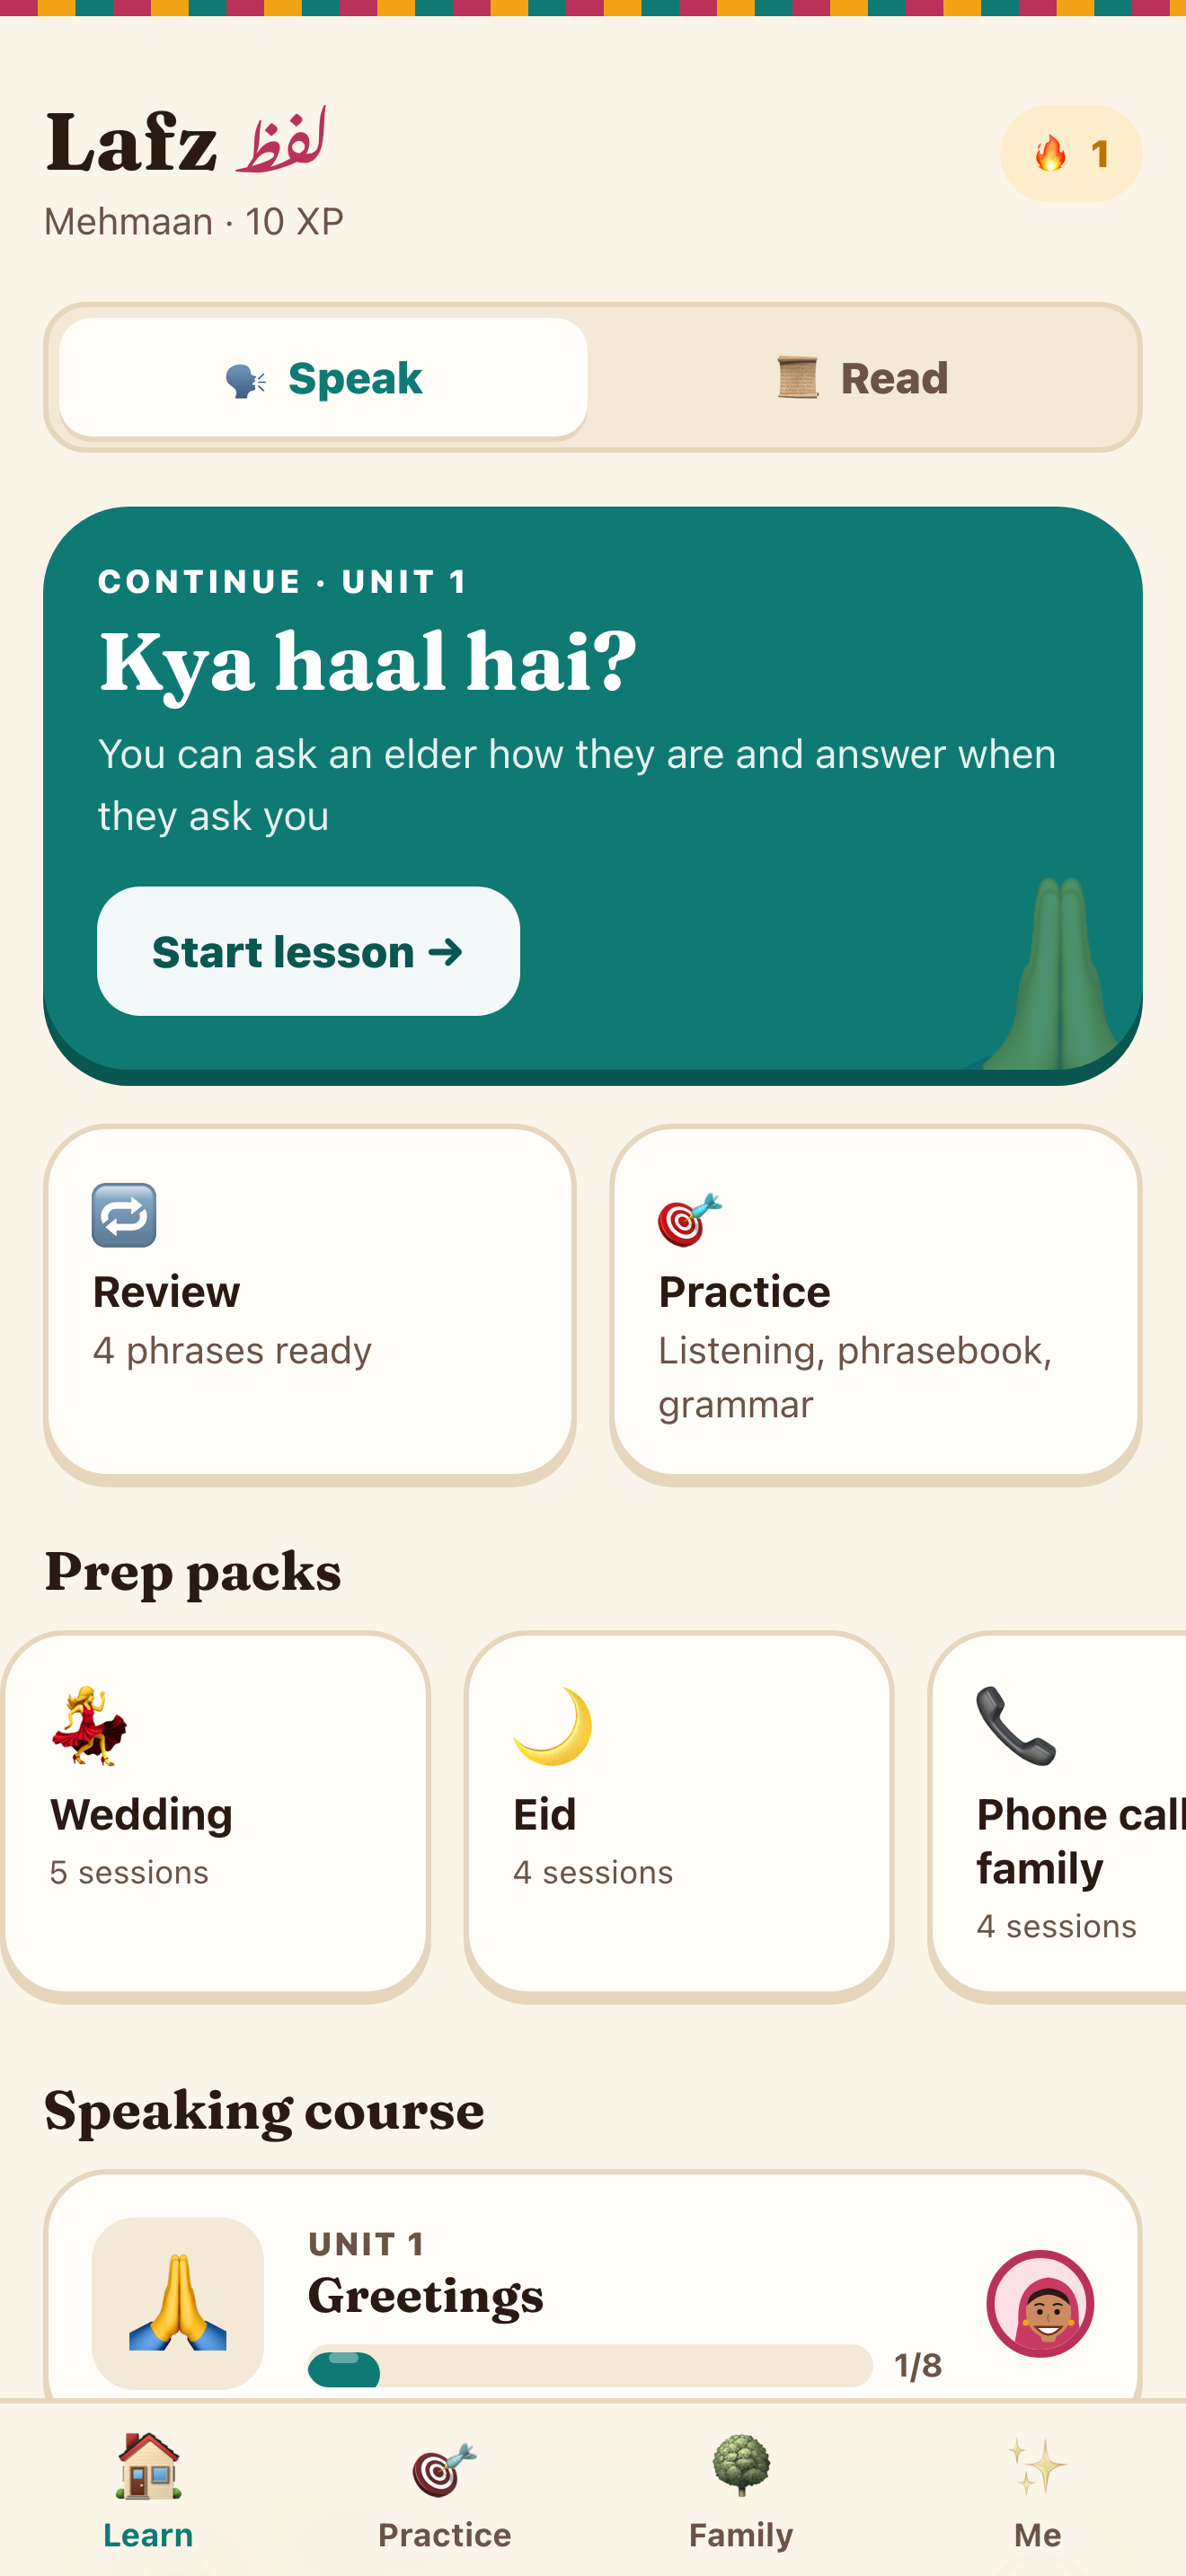 Lafz لفظ
🔥 1
Mehmaan · 10 XP
🗣️ Speak
📜 Read
CONTINUE · UNIT 1
Kya haal hai?
You can ask an elder how they are and answer when
they ask you
Start lesson →
Review
4 phrases ready
Practice
Listening, phrasebook,
grammar
Prep packs
Wedding
5 sessions
Eid
4 sessions
Phone call
family
4 sessions
Speaking course
UNIT 1
Greetings
1/8
Learn
Practice
Family
Me